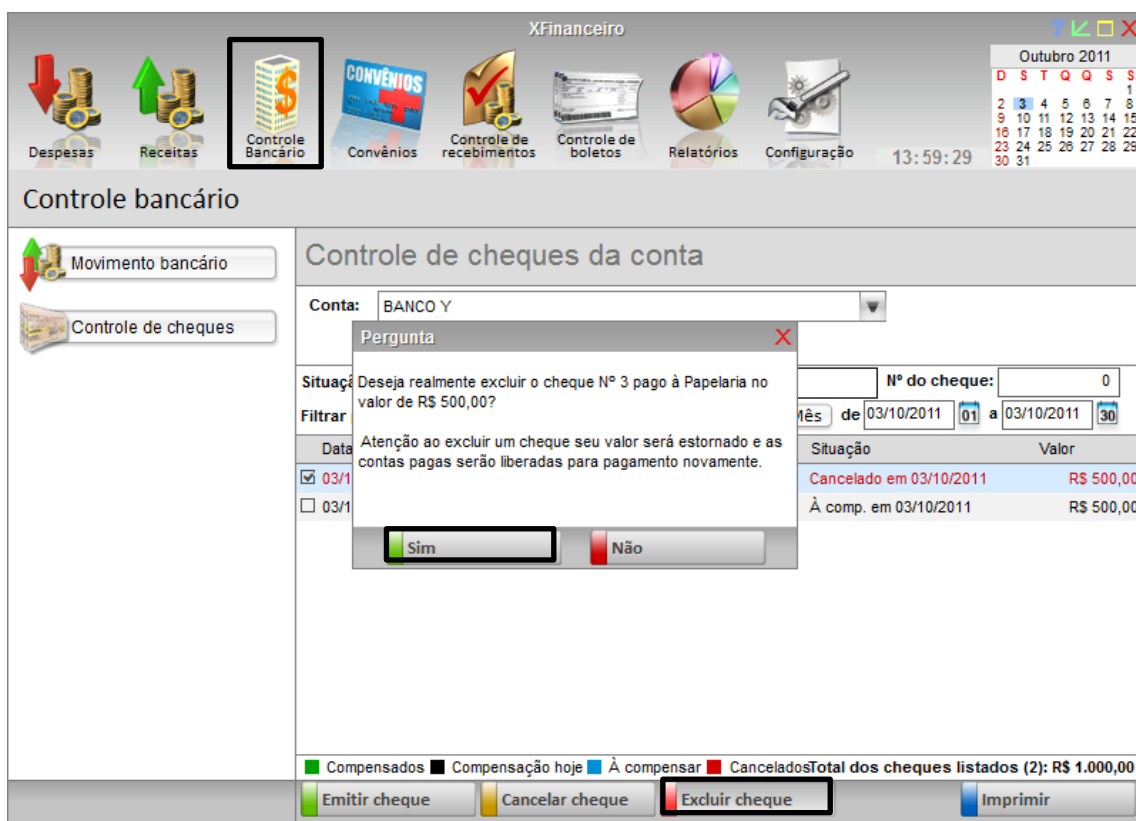 XFinanceiro
?
Outubro 2011
D S T Q Q S S
1
2 3 4 5 6 7 8
9 10 11 12 13 14 15
16 17 18 19 20 21 22
23 24 25 26 27 28 29
30 31
CONVÊNIOS
Despesas
Receitas
Controle
Bancário
Convênios
Controle de
recebimentos
Controle de
boletos
Relatórios
Configuração
13:59:29
Controle bancário
Movimento bancário
Controle de cheques
Controle de cheques da conta
Conta: BANCO Y
Pergunta
Deseja realmente excluir o cheque Nº 3 pago à Papelaria no
valor de R$ 500,00?
Atenção ao excluir um cheque seu valor será estornado e as
contas pagas serão liberadas para pagamento novamente.
Sim
Não
Situaçã
Nº do cheque: 0
Filtrar
Mês de 03/10/2011 01 a 03/10/2011 30
Data Situação Valor
03/1 Cancelado em 03/10/2011 R$ 500,00
03/1 À comp. em 03/10/2011 R$ 500,00
Compensados Compensação hoje À compensar Cancelados Total dos cheques listados (2): R$ 1.000,00
Emitir cheque
Cancelar cheque
Excluir cheque
Imprimir